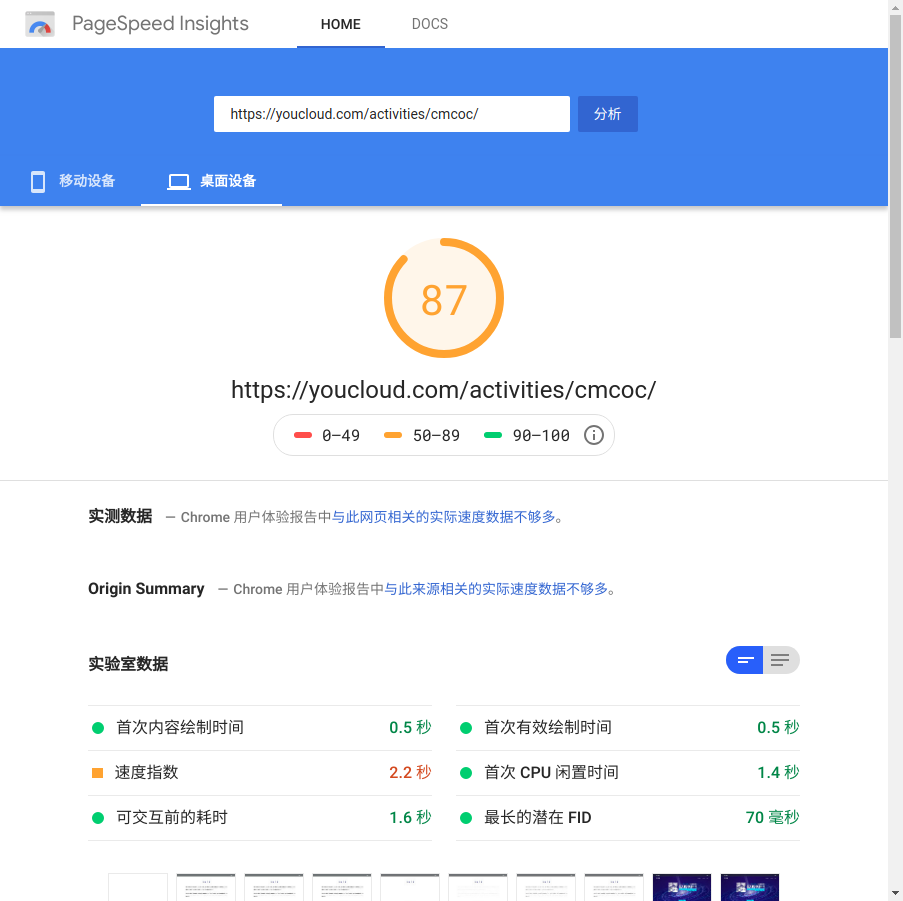 PageSpeed Insights HOME DOCS
https://youcloud.com/activities/cmcoc/ 分析
移动设备 桌面设备
87
https://youcloud.com/activities/cmcoc/
0–49 50–89 90–100
实测数据 — Chrome 用户体验报告中与此网页相关的实际速度数据不够多。
Origin Summary — Chrome 用户体验报告中与此来源相关的实际速度数据不够多。
实验室数据
首次内容绘制时间 0.5 秒 首次有效绘制时间 0.5 秒
速度指数 2.2 秒 首次 CPU 闲置时间 1.4 秒
可交互前的耗时 1.6 秒 最长的潜在 FID 70 毫秒